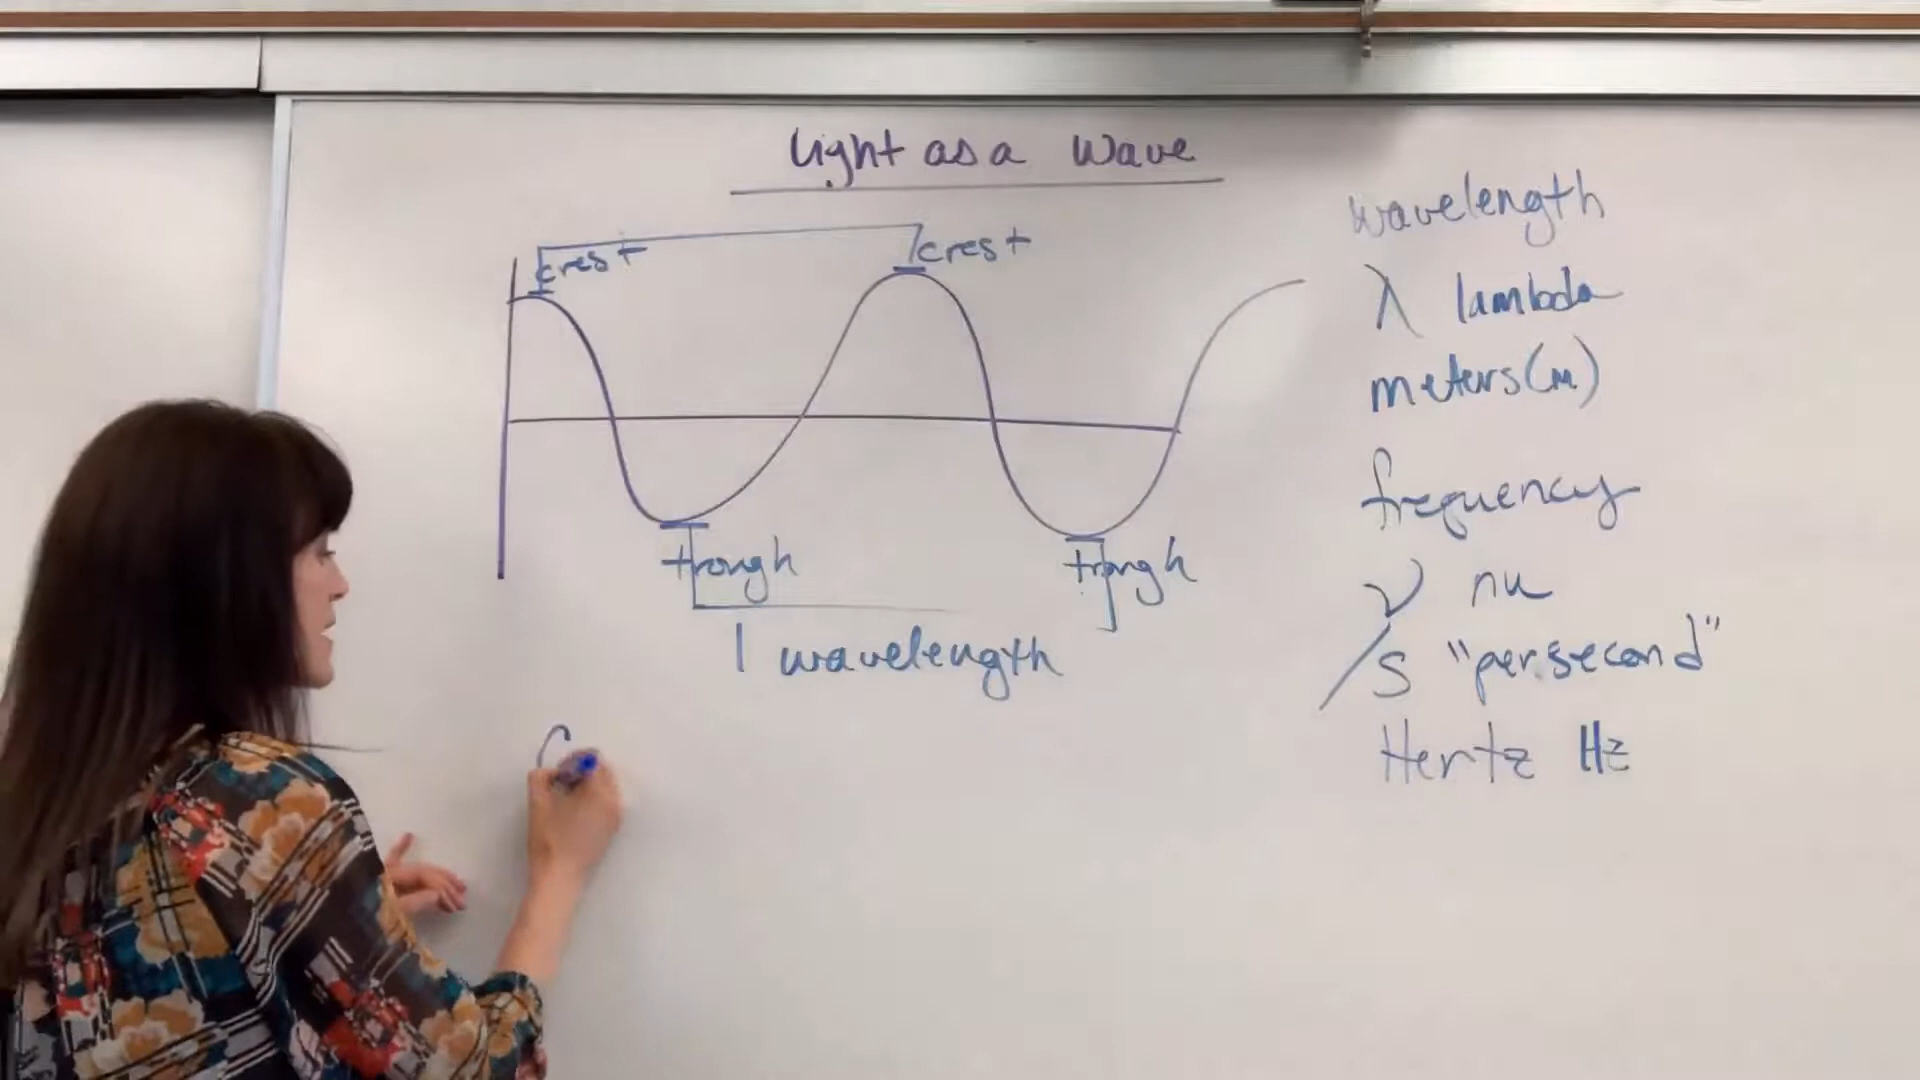 Light as a Wave
crest
crest
trough
trough
1 wavelength
wavelength
λ lambda
meters (m)
frequency
ν nu
/s "per second"
Hertz Hz
C